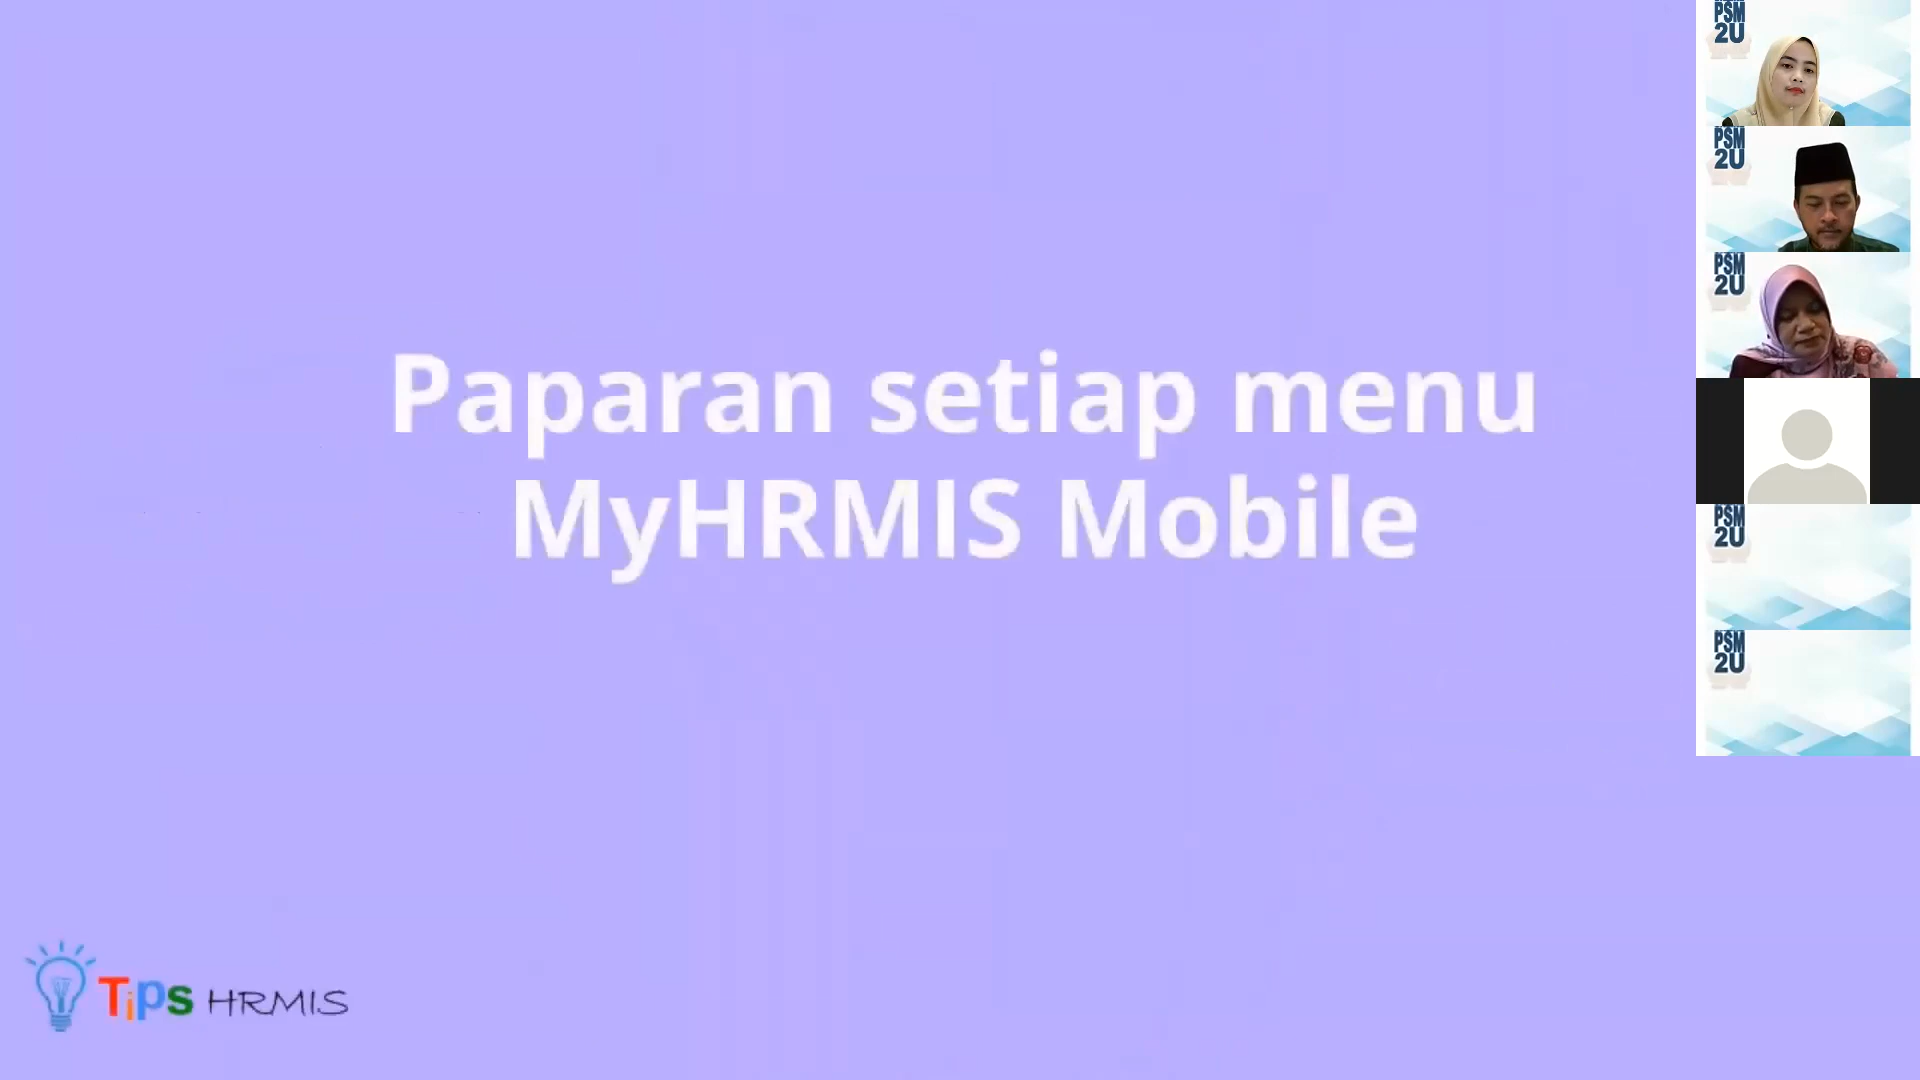 Paparan setiap menu
MyHRMIS Mobile
Tips HRMIS
PSM
2U
PSM
2U
PSM
2U
PSM
2U
PSM
2U